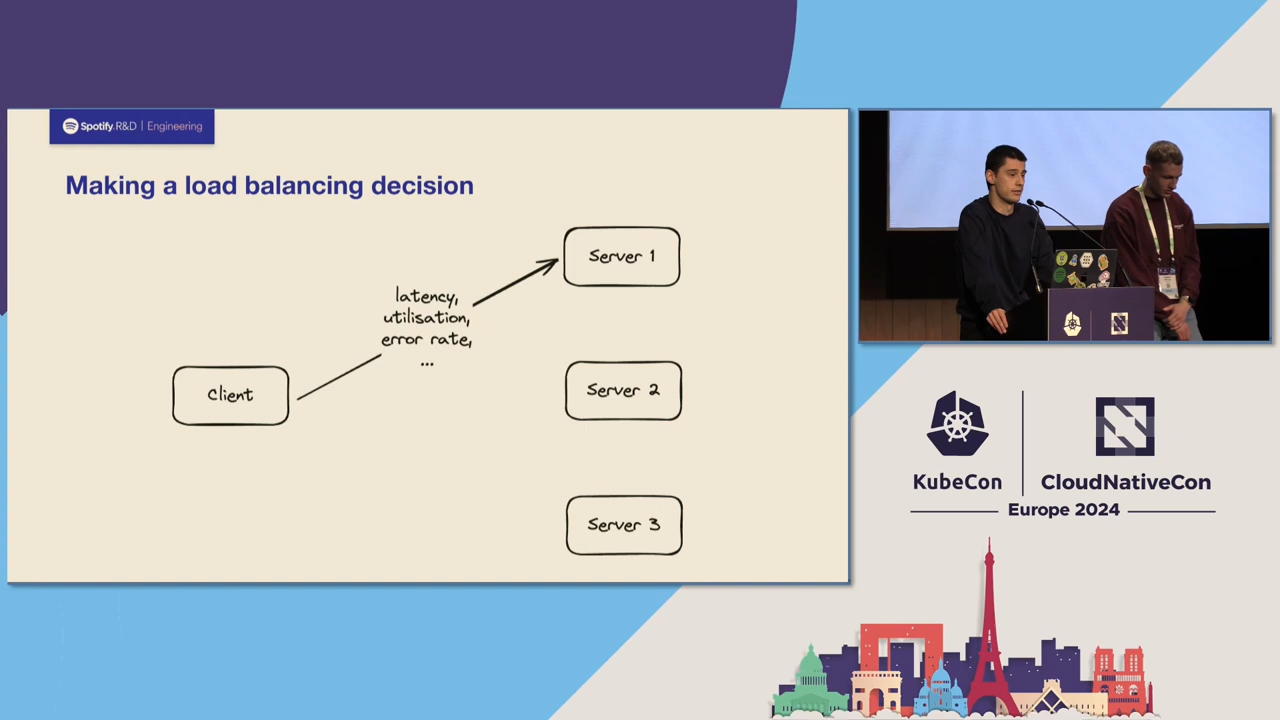 Spotify R&D | Engineering
Making a load balancing decision
Server 1
latency,
utilisation,
error rate,
...
Client
Server 2
Server 3
KubeCon
CloudNativeCon
Europe 2024